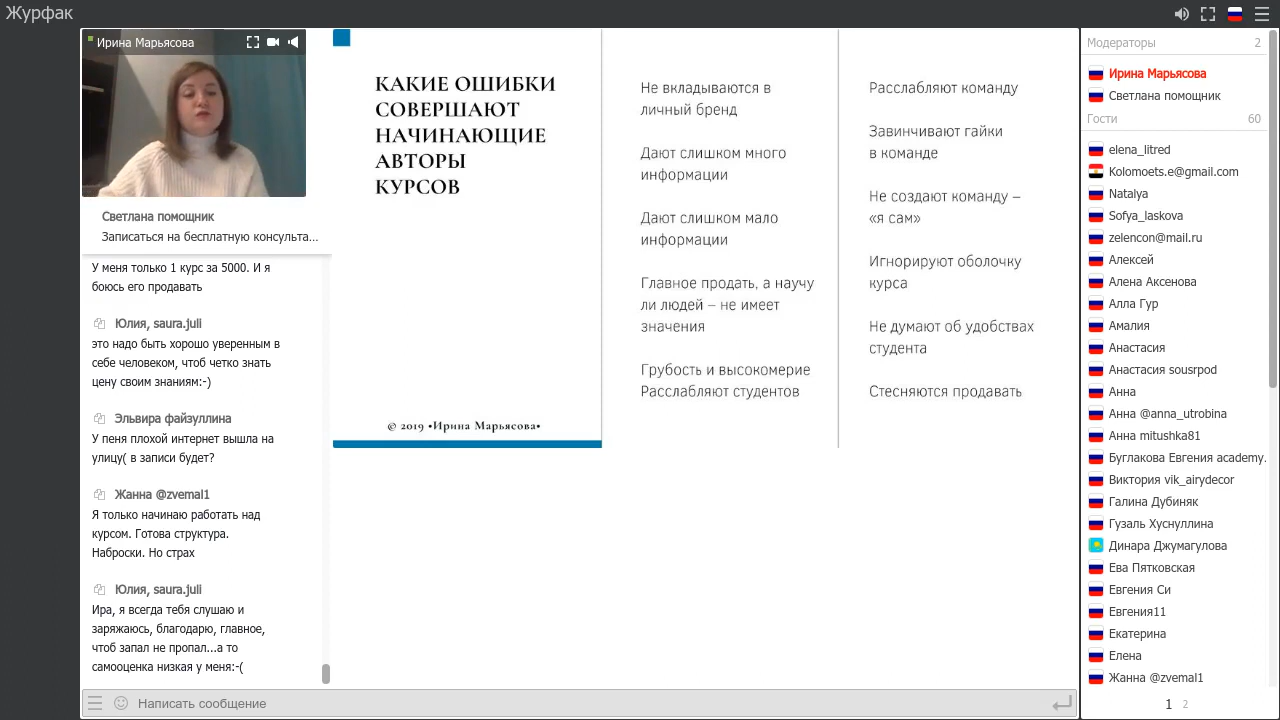 Журфак
Ирина Марьясова
Светлана помощник
Записаться на бесплатную консульта...
У меня только 1 курс за 5000. И я
боюсь его продавать
Юлия, saura.juli
это надо быть хорошо уверенным в
себе человеком, чтоб четко знать
цену своим знаниям:-)
Эльвира файзуллина
У пеня плохой интернет вышла на
улицу( в записи будет?
Жанна @zvemal1
Я только начинаю работать над
курсом. Готова структура.
Наброски. Но страх
Юлия, saura.juli
Ира, я всегда тебя слушаю и
заряжаюсь, благодарю, главное,
чтоб запал не пропал...а то
самооценка низкая у меня:-(
Написать сообщение
КАКИЕ ОШИБКИ
СОВЕРШАЮТ
НАЧИНАЮЩИЕ
АВТОРЫ
КУРСОВ
© 2019 •Ирина Марьясова•
Не вкладываются в
личный бренд
Дают слишком много
информации
Дают слишком мало
информации
Главное продать, а научу
ли людей – не имеет
значения
Грубость и высокомерие
Расслабляют студентов
Расслабляют команду
Завинчивают гайки
в команде
Не создают команду –
«я сам»
Игнорируют оболочку
курса
Не думают об удобствах
студента
Стесняются продавать
Модераторы 2
Ирина Марьясова
Светлана помощник
Гости 60
elena_litred
Kolomoets.e@gmail.com
Natalya
Sofya_laskova
zelencon@mail.ru
Алексей
Алена Аксенова
Алла Гур
Амалия
Анастасия
Анастасия sousrpod
Анна
Анна @anna_utrobina
Анна mitushka81
Буглакова Евгения academy.
Виктория vik_airydecor
Галина Дубиняк
Гузаль Хуснуллина
Динара Джумагулова
Ева Пятковская
Евгения Си
Евгения11
Екатерина
Елена
Жанна @zvemal1
1 2